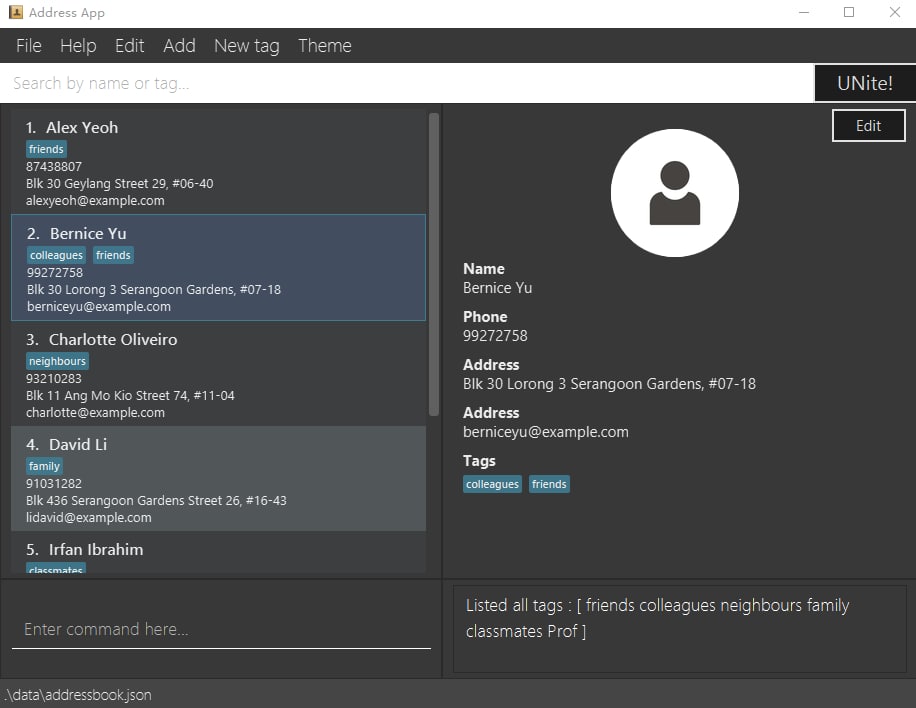 Address App
File Help Edit Add New tag Theme
Search by name or tag...
UNite!
1. Alex Yeoh
friends
87438807
Blk 30 Geylang Street 29, #06-40
alexyeoh@example.com
2. Bernice Yu
colleagues friends
99272758
Blk 30 Lorong 3 Serangoon Gardens, #07-18
berniceyu@example.com
3. Charlotte Oliveiro
neighbours
93210283
Blk 11 Ang Mo Kio Street 74, #11-04
charlotte@example.com
4. David Li
family
91031282
Blk 436 Serangoon Gardens Street 26, #16-43
lidavid@example.com
5. Irfan Ibrahim
classmates
Edit
Name
Bernice Yu
Phone
99272758
Address
Blk 30 Lorong 3 Serangoon Gardens, #07-18
Address
berniceyu@example.com
Tags
colleagues friends
Enter command here...
Listed all tags : [ friends colleagues neighbours family
classmates Prof ]
.\data\addressbook.json